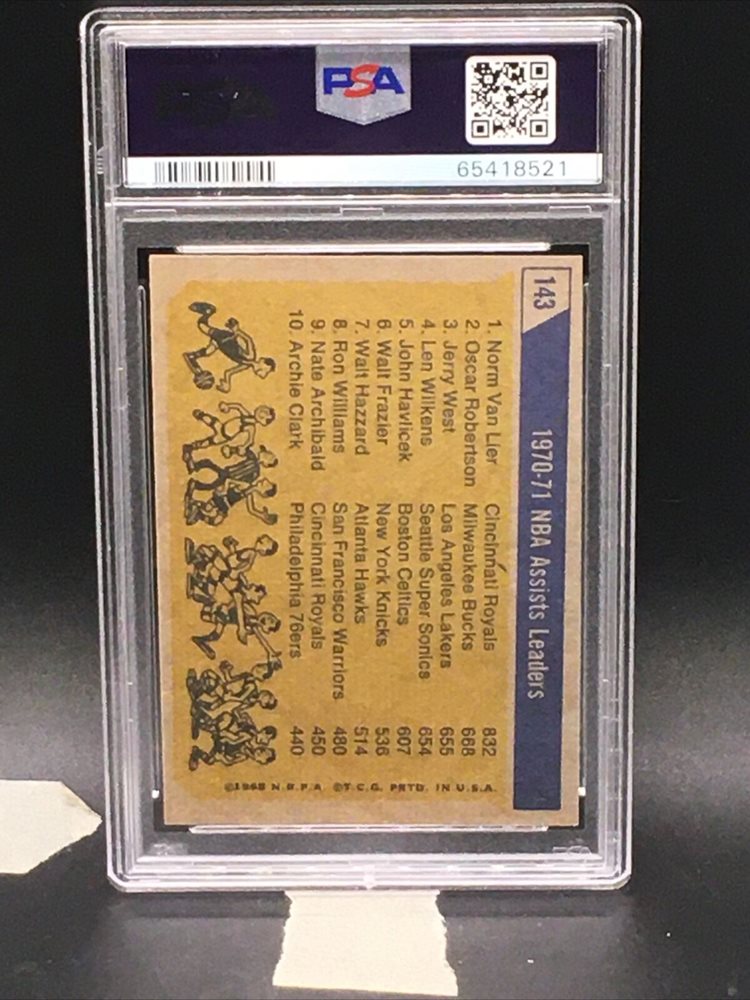 PSA
65418521
143
1970-71 NBA Assists Leaders
1. Norm Van Lier Cincinnati Royals 832
2. Oscar Robertson Milwaukee Bucks 668
3. Jerry West Los Angeles Lakers 655
4. Len Wilkens Seattle Super Sonics 654
5. John Havlicek Boston Celtics 607
6. Walt Frazier New York Knicks 536
7. Walt Hazzard Atlanta Hawks 514
8. Ron Williams San Francisco Warriors 480
9. Nate Archibald Cincinnati Royals 450
10. Archie Clark Philadelphia 76ers 440
©1968 N.B.P.A ©T.C.G. PRTD. IN U.S.A.